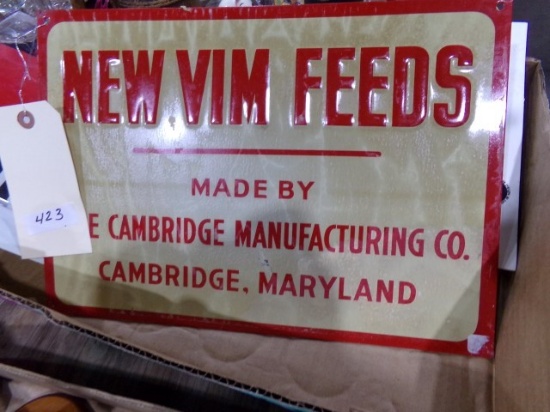 NEW VIM FEEDS
MADE BY
E CAMBRIDGE MANUFACTURING CO.
CAMBRIDGE, MARYLAND
423